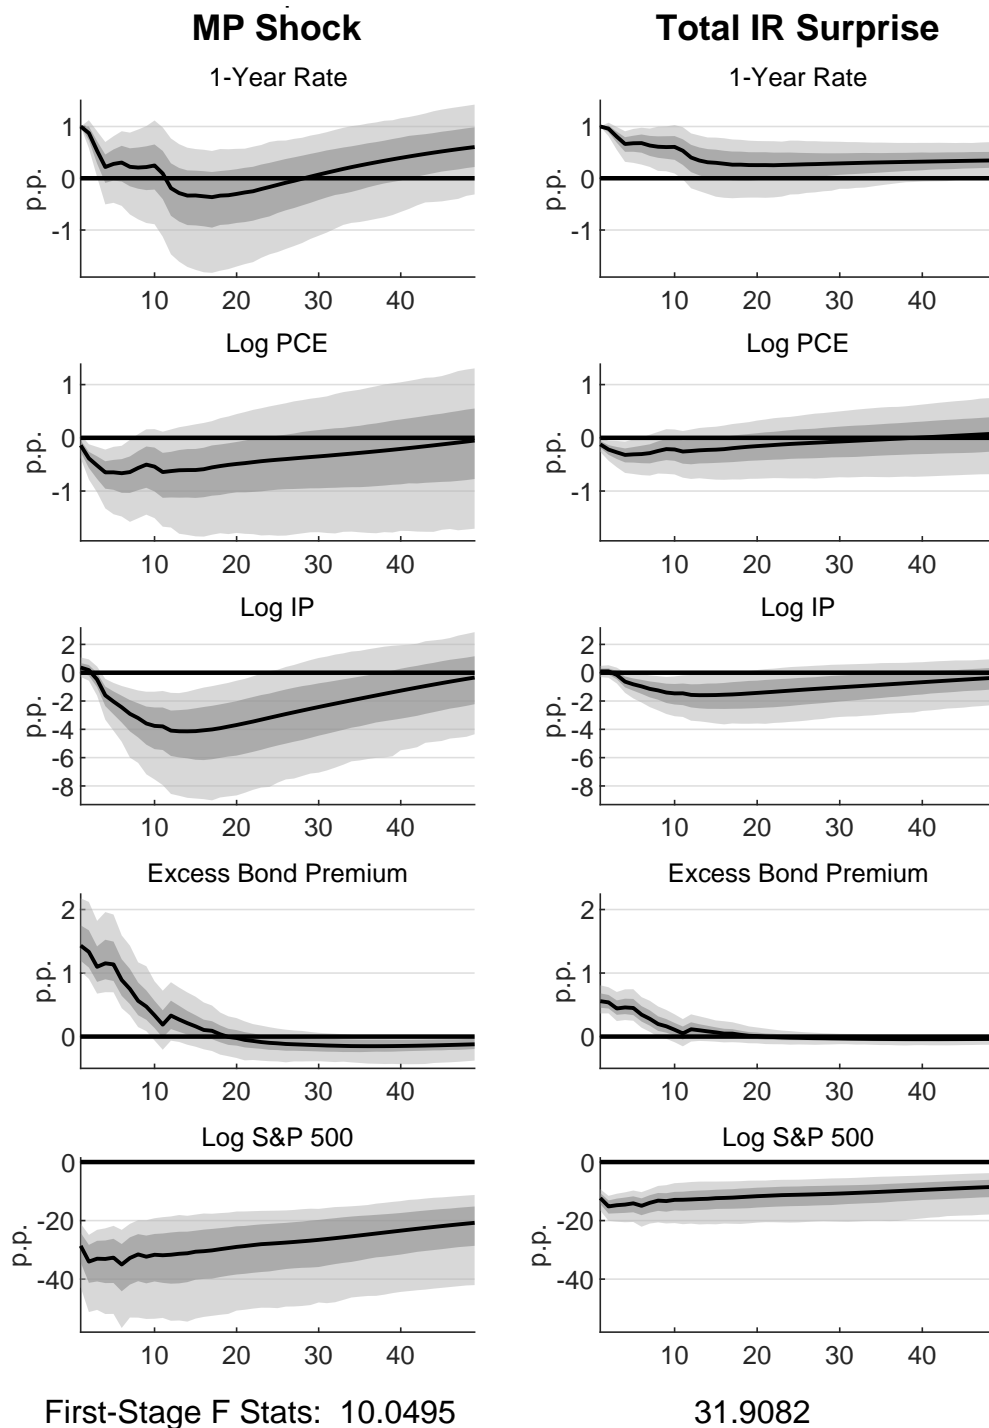 MP Shock
Total IR Surprise
1-Year Rate
1-Year Rate
1
0
-1
p.p.
10 20 30 40
1
0
-1
p.p.
10 20 30 40
Log PCE
Log PCE
1
0
-1
p.p.
10 20 30 40
1
0
-1
p.p.
10 20 30 40
Log IP
Log IP
2
0
-2
-4
-6
-8
p.p.
10 20 30 40
2
0
-2
-4
-6
-8
p.p.
10 20 30 40
Excess Bond Premium
Excess Bond Premium
2
1
0
p.p.
10 20 30 40
2
1
0
p.p.
10 20 30 40
Log S&P 500
Log S&P 500
0
-20
-40
p.p.
10 20 30 40
0
-20
-40
p.p.
10 20 30 40
First-Stage F Stats: 10.0495 31.9082